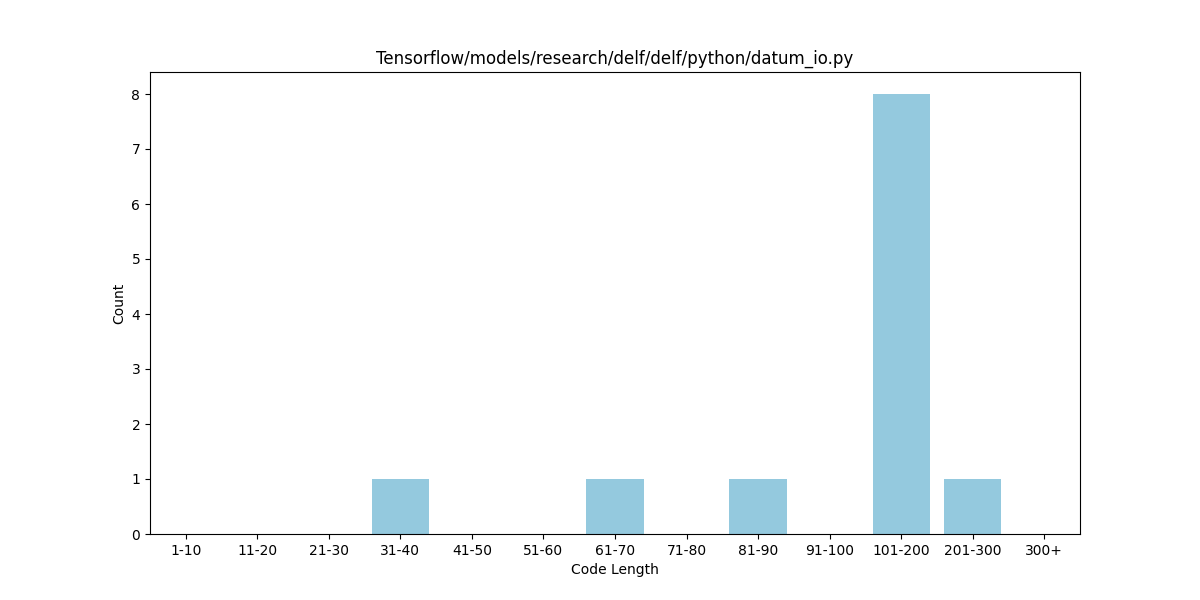 Tensorflow/models/research/delf/delf/python/datum_io.py
8
7
6
5
4
3
2
1
0
Count
1-10 11-20 21-30 31-40 41-50 51-60 61-70 71-80 81-90 91-100 101-200 201-300 300+
Code Length